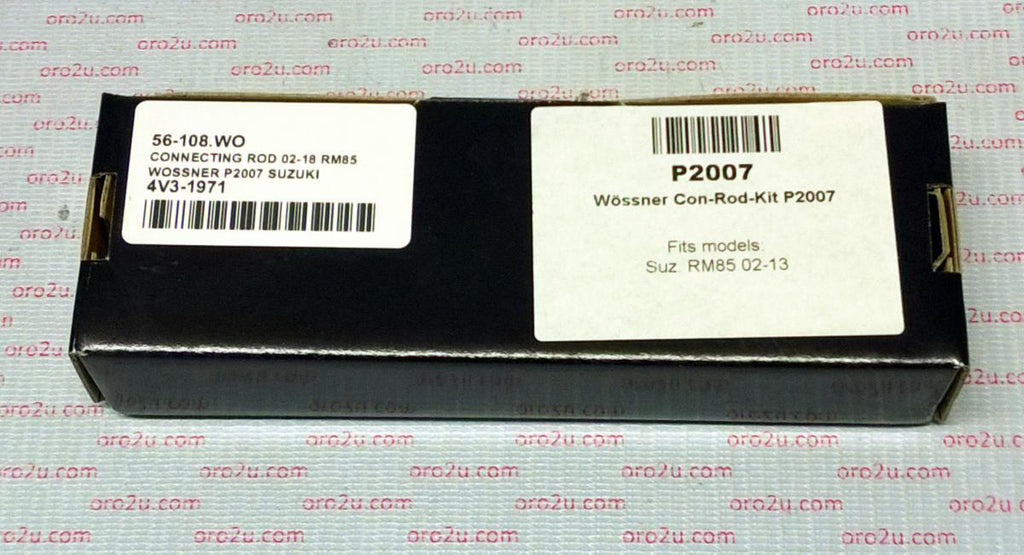 56-108.WO
CONNECTING ROD 02-18 RM85
WOSSNER P2007 SUZUKI
4V3-1971
P2007
Wössner Con-Rod-Kit P2007
Fits models:
Suz. RM85 02-13
oro2u.com